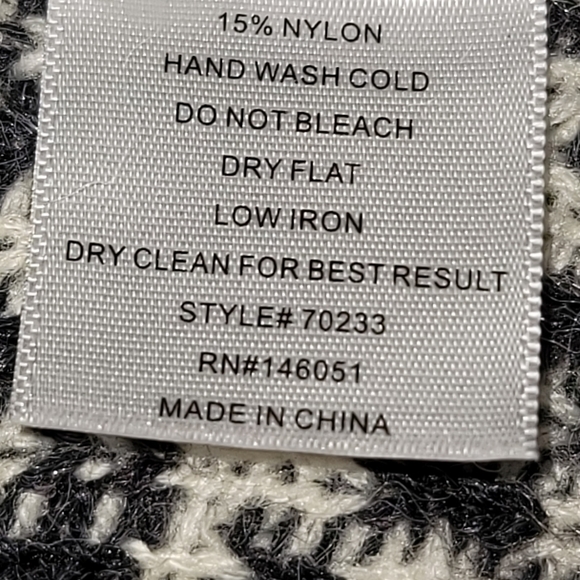 15% NYLON
HAND WASH COLD
DO NOT BLEACH
DRY FLAT
LOW IRON
DRY CLEAN FOR BEST RESULT
STYLE# 70233
RN#146051
MADE IN CHINA